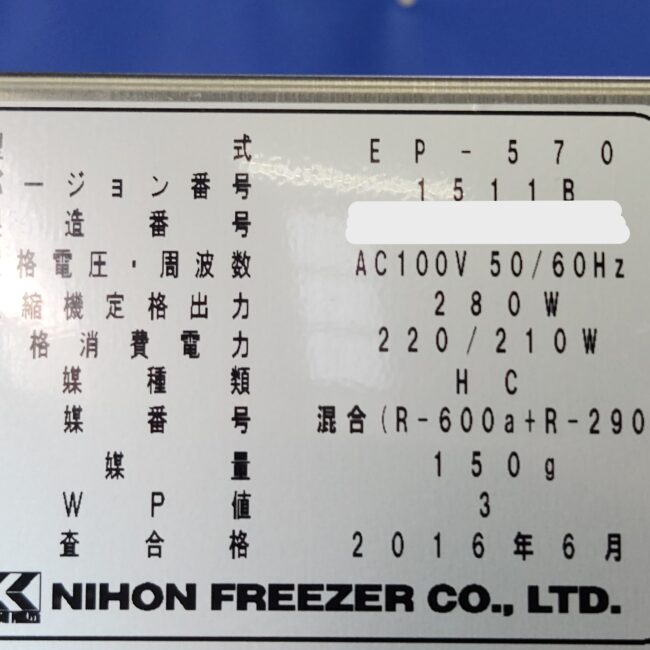 式 EP-570
ージョン番号 1511B
造番号
格電圧・周波数 AC100V 50/60Hz
縮機定格出力 280W
格消費電力 220/210W
媒種類 HC
媒番号 混合(R-600a+R-290
媒量 150g
WP値 3
査合格 2016年6月
NIHON FREEZER CO., LTD.